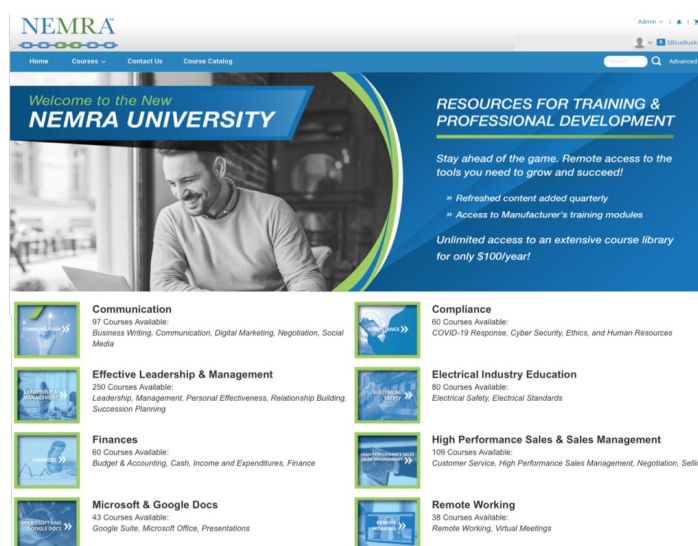 NEMRA
Admin
0 $BlueBuck
Home Courses Contact Us Course Catalog
Search Advanced
Welcome to the New
NEMRA UNIVERSITY
RESOURCES FOR TRAINING &
PROFESSIONAL DEVELOPMENT
Stay ahead of the game. Remote access to the
tools you need to grow and succeed!
» Refreshed content added quarterly
» Access to Manufacturer's training modules
Unlimited access to an extensive course library
for only $100/year!
COMMUNICATION »
Communication
97 Courses Available:
Business Writing, Communication, Digital Marketing, Negotiation, Social
Media
COMPLIANCE »
Compliance
60 Courses Available:
COVID-19 Response, Cyber Security, Ethics, and Human Resources
LEADERSHIP &
MANAGEMENT »
Effective Leadership & Management
250 Courses Available:
Leadership, Management, Personal Effectiveness, Relationship Building,
Succession Planning
ELECTRICAL
SAFETY »
Electrical Industry Education
80 Courses Available:
Electrical Safety, Electrical Standards
FINANCES »
Finances
60 Courses Available:
Budget & Accounting, Cash, Income and Expenditures, Finance
HIGH PERFORMANCE SALES
SALES MANAGEMENT »
High Performance Sales & Sales Management
109 Courses Available:
Customer Service, High Performance Sales Management, Negotiation, Sellin
MICROSOFT AND
GOOGLE DOCS »
Microsoft & Google Docs
43 Courses Available:
Google Suite, Microsoft Office, Presentations
REMOTE
WORKING »
Remote Working
38 Courses Available:
Remote Working, Virtual Meetings